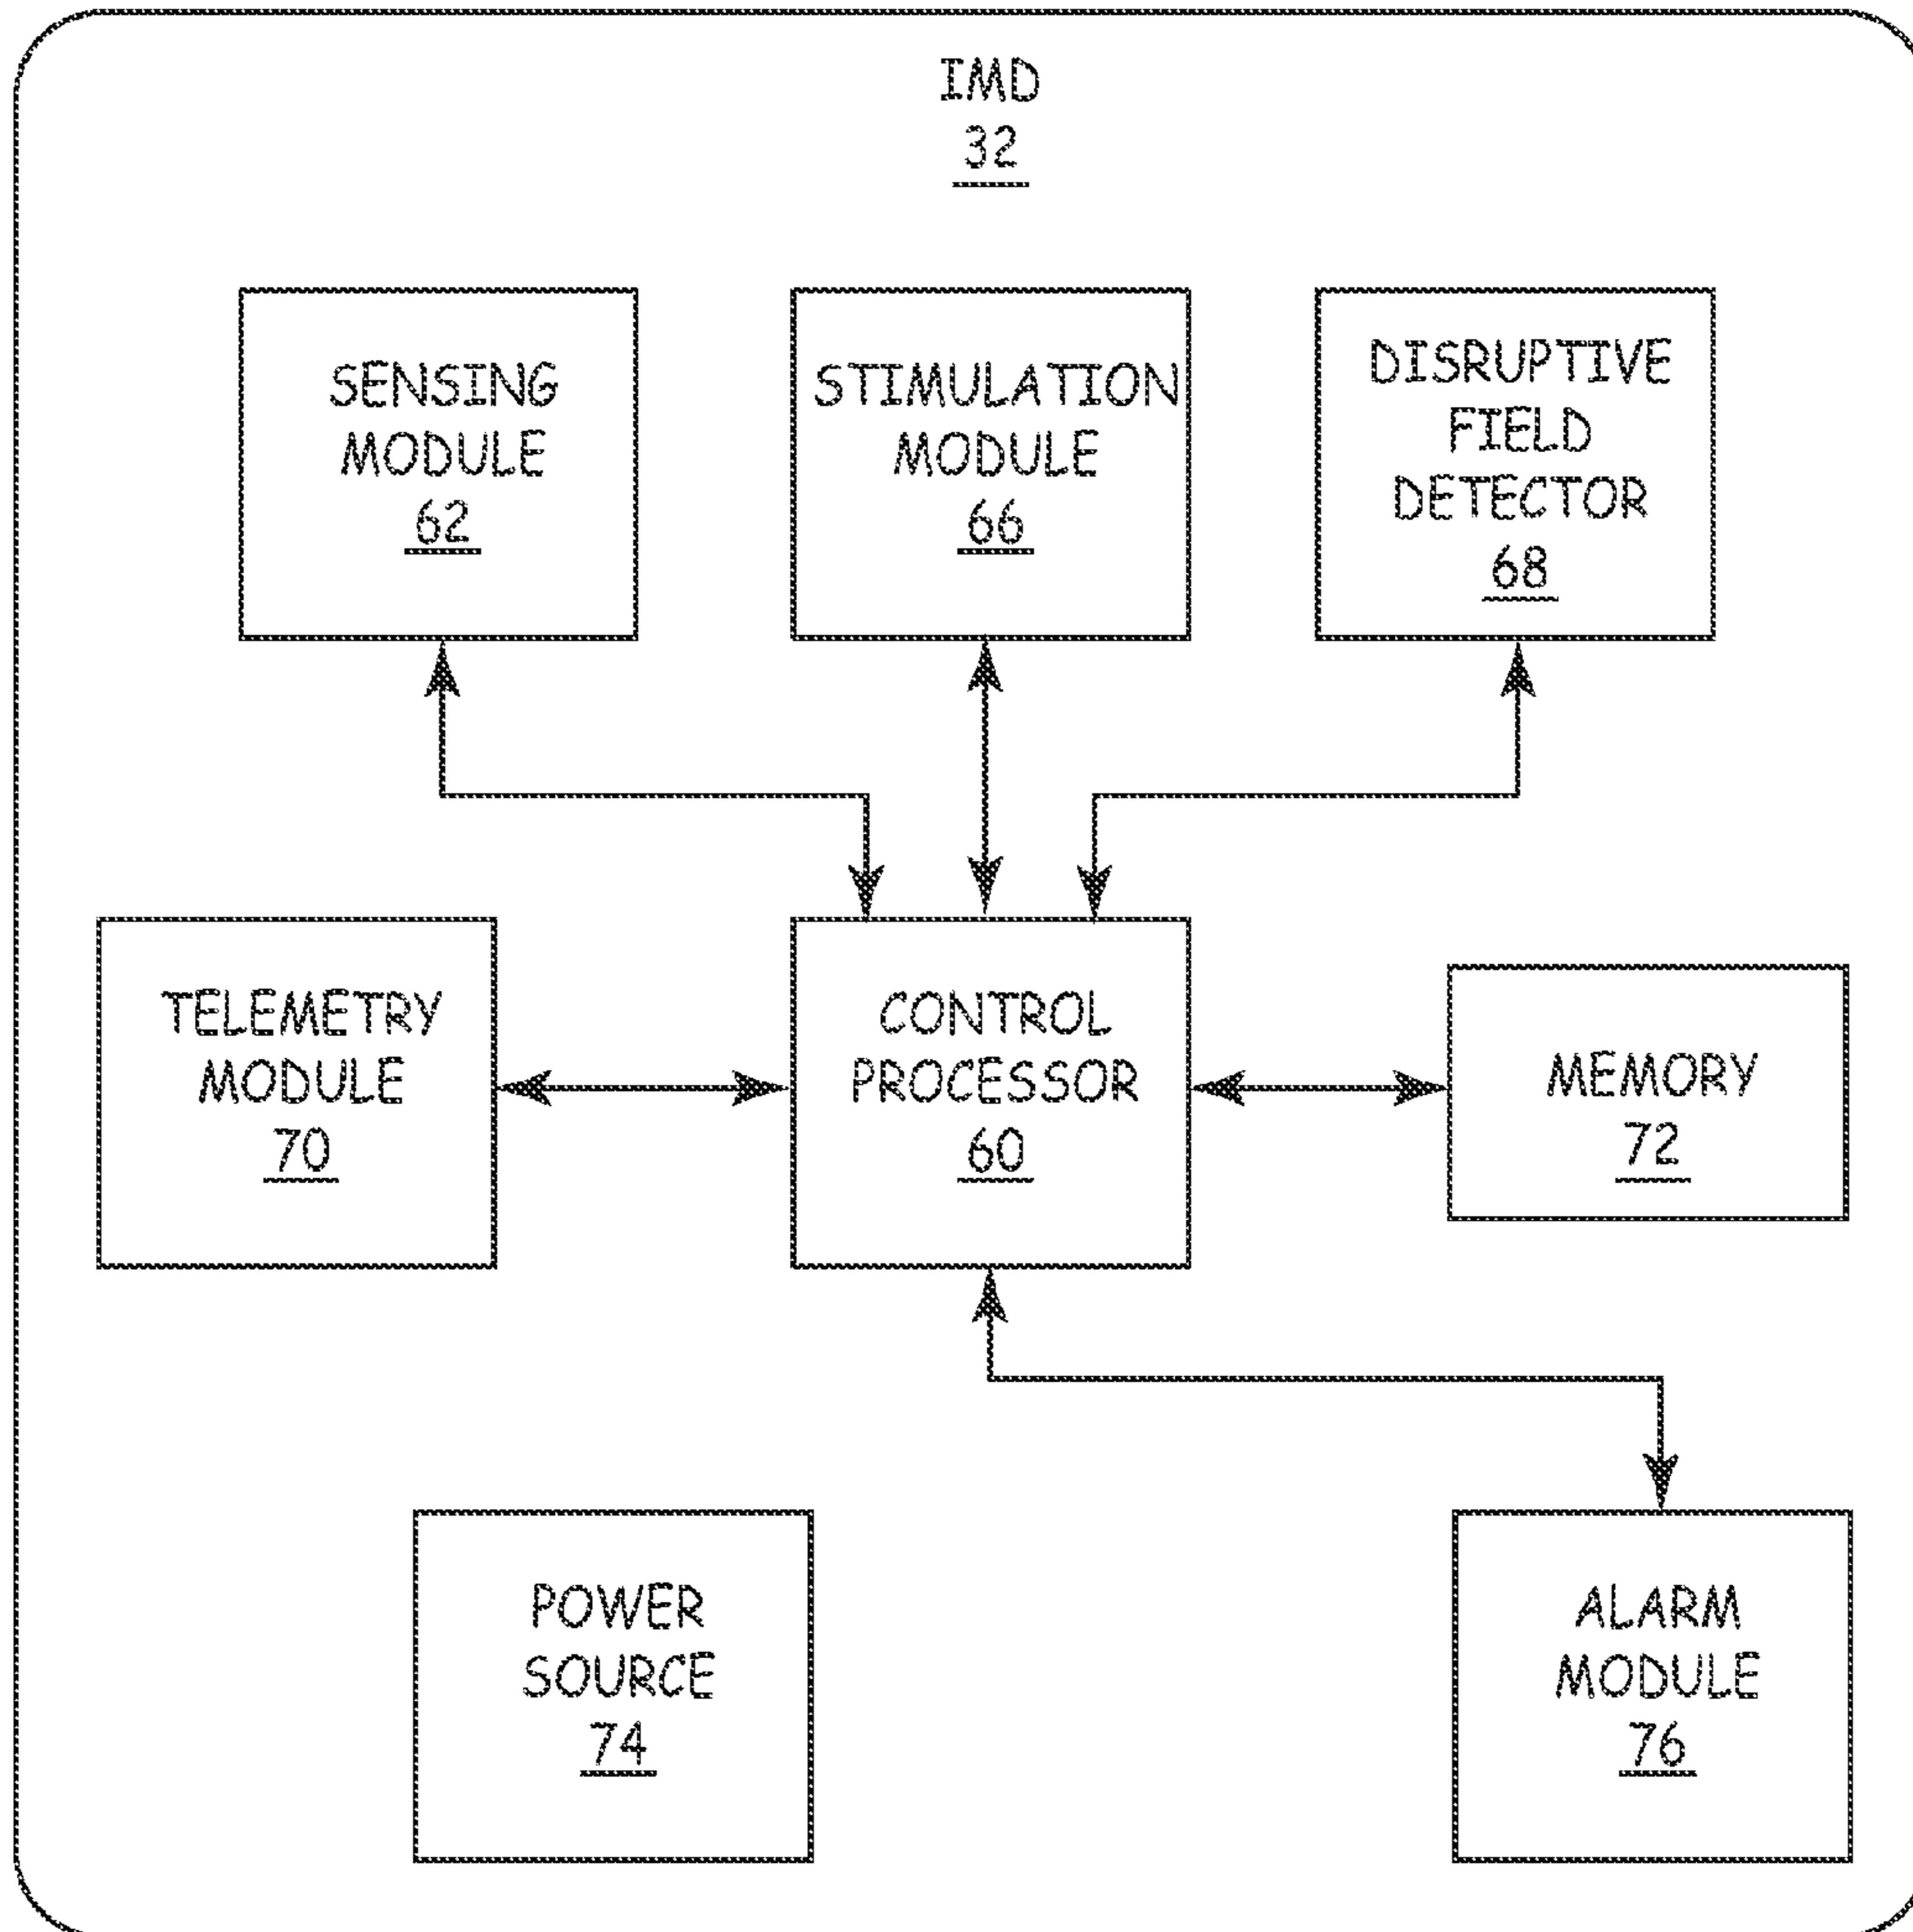 IMD
32
SENSING
MODULE
62
STIMULATION
MODULE
66
DISRUPTIVE
FIELD
DETECTOR
68
TELEMETRY
MODULE
70
CONTROL
PROCESSOR
60
MEMORY
72
POWER
SOURCE
74
ALARM
MODULE
76